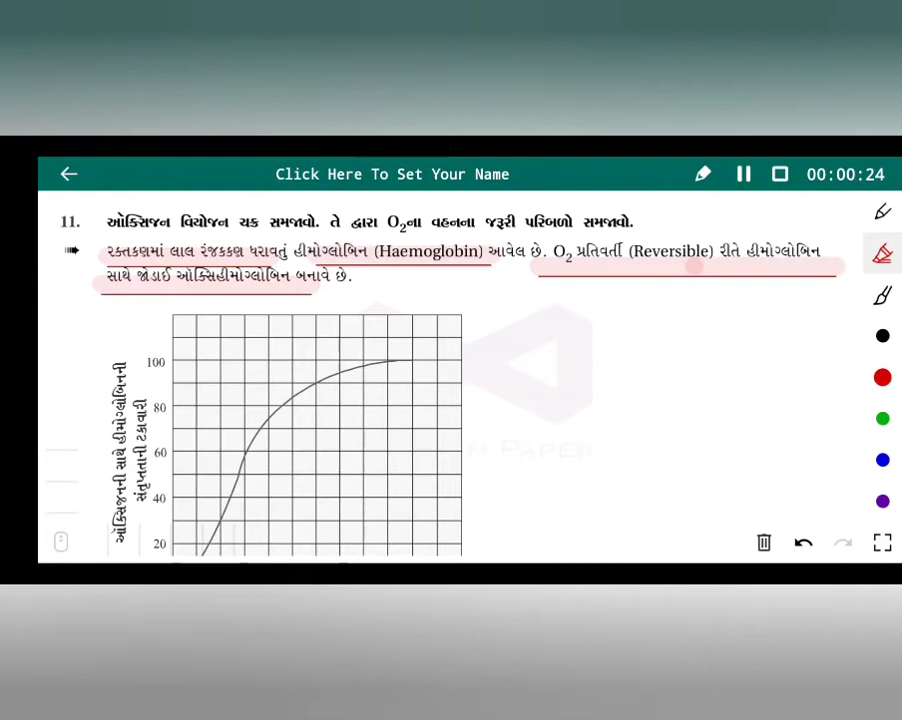 Click Here To Set Your Name
00:00:24
11. ઑક્સિજન વિયોજન વક્ર સમજાવો. તે દ્વારા O₂ના વહનના જરૂરી પરિબળો સમજાવો.
રક્તકણમાં લાલ રંજકકણ ધરાવતું હીમોગ્લોબિન (Haemoglobin) આવેલ છે. O₂ પ્રતિવર્તી (Reversible) રીતે હીમોગ્લોબિન
સાથે જોડાઈ ઑક્સિહીમોગ્લોબિન બનાવે છે.
ઑક્સિજનની સાથે હીમોગ્લોબિનની
સંતૃપ્તતાની ટકાવારી
100
80
60
40
20
PAPER